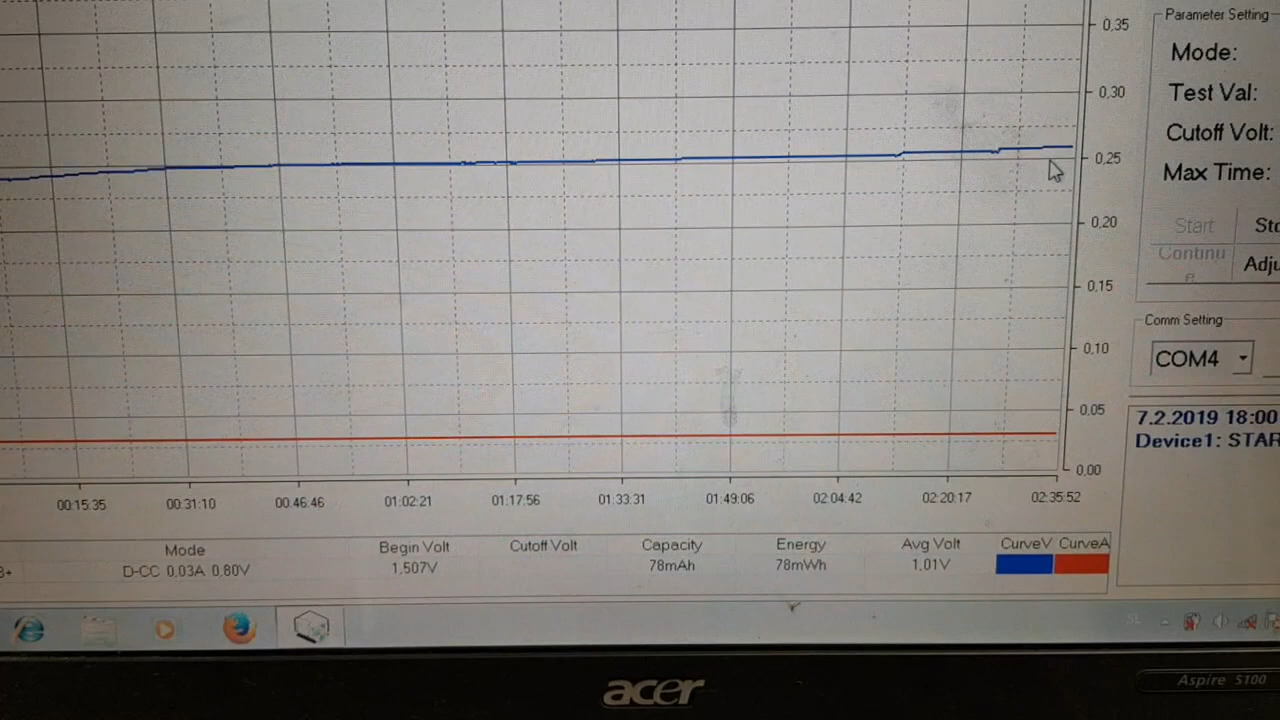 0,35
0,30
0,25
0,20
0,15
0,10
0,05
0,00
00:15:35 00:31:10 00:46:46 01:02:21 01:17:56 01:33:31 01:49:06 02:04:42 02:20:17 02:35:52
Mode Begin Volt Cutoff Volt Capacity Energy Avg Volt CurveV CurveA
D-CC 0,03A 0,80V 1,507V 78mAh 78mWh 1,01V
Parameter Setting
Mode:
Test Val:
Cutoff Volt:
Max Time:
Start
Continu
e
Comm Setting
COM4
7.2.2019 18:00
Device1: STAR
SL
acer
Aspire 5100